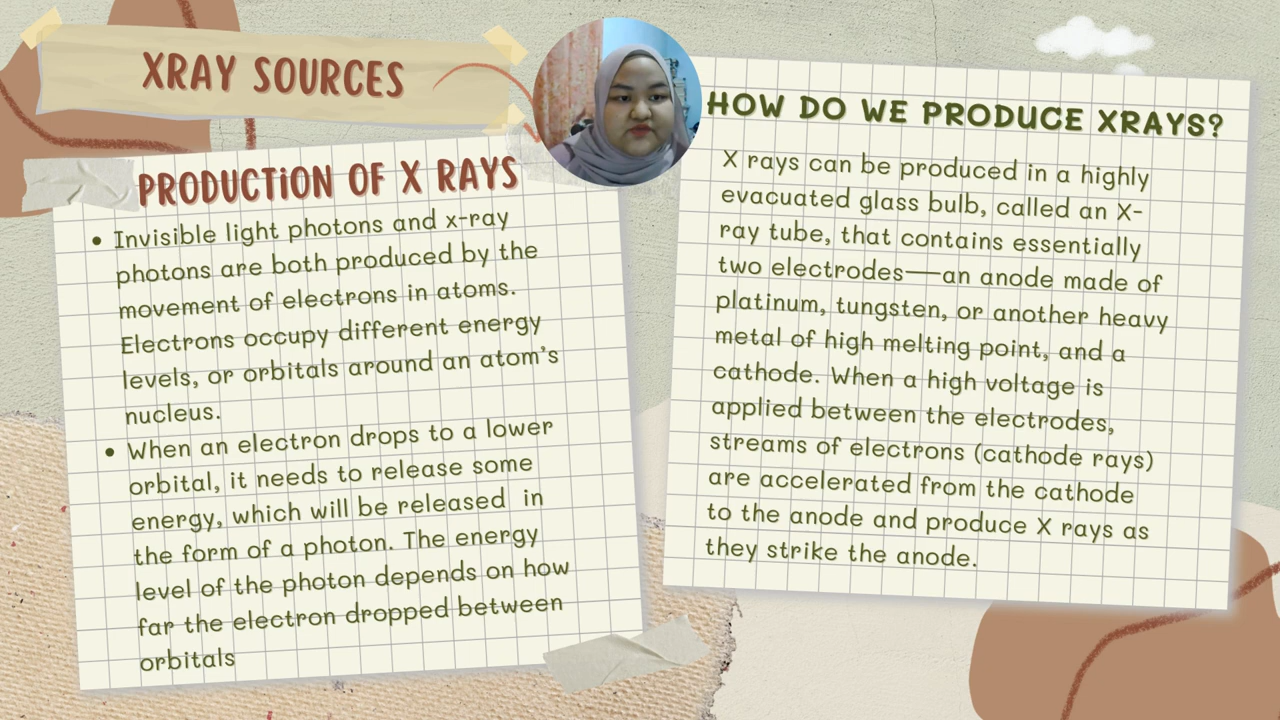 XRAY SOURCES
PRODUCTION OF X RAYS
• Invisible light photons and x-ray
photons are both produced by the
movement of electrons in atoms.
Electrons occupy different energy
levels, or orbitals around an atom's
nucleus.
• When an electron drops to a lower
orbital, it needs to release some
energy, which will be released in
the form of a photon. The energy
level of the photon depends on how
far the electron dropped between
orbitals
HOW DO WE PRODUCE XRAYS?
X rays can be produced in a highly
evacuated glass bulb, called an X-
ray tube, that contains essentially
two electrodes—an anode made of
platinum, tungsten, or another heavy
metal of high melting point, and a
cathode. When a high voltage is
applied between the electrodes,
streams of electrons (cathode rays)
are accelerated from the cathode
to the anode and produce X rays as
they strike the anode.